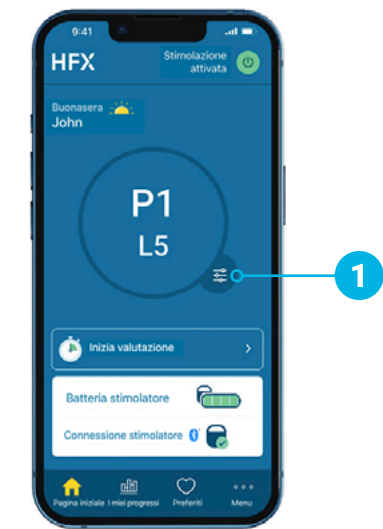 9:41
HFX
Stimolazione
attivata
Buonasera
John
P1
L5
1
Inizia valutazione
Batteria stimolatore
Connessione stimolatore
Pagina iniziale I miei progressi Preferiti Menu